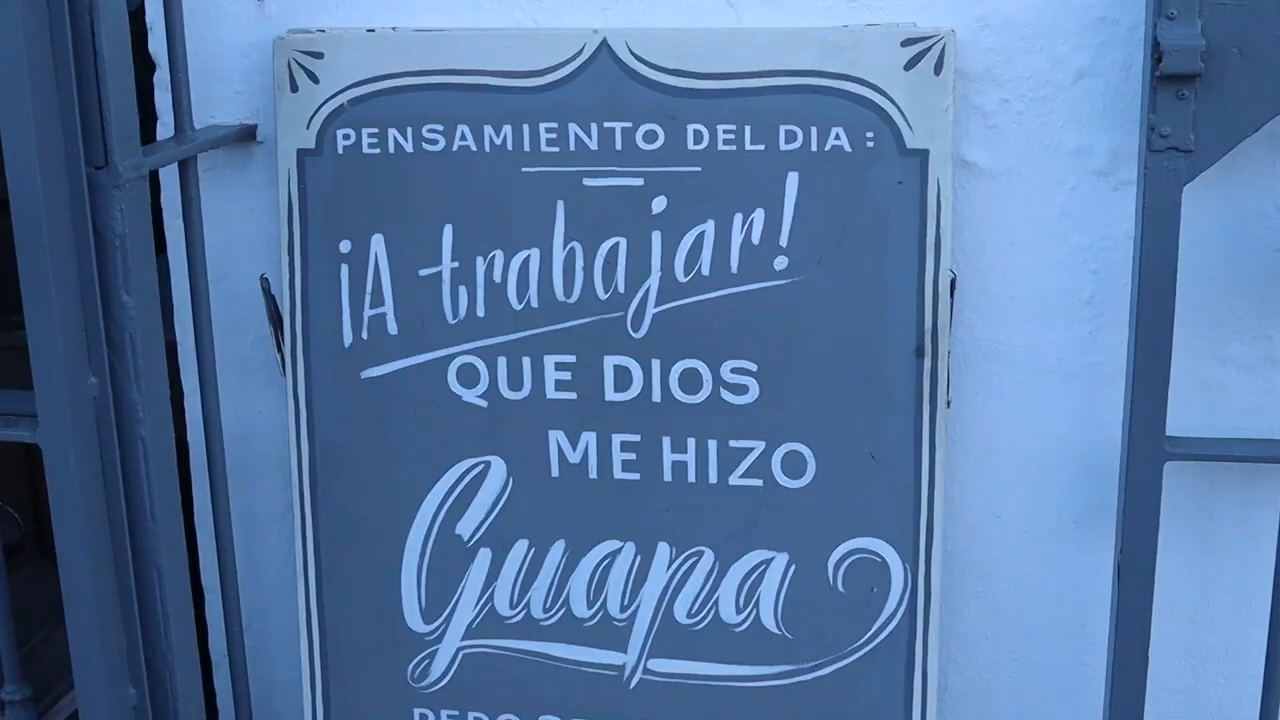 PENSAMIENTO DEL DIA:
¡A trabajar!
QUE DIOS
ME HIZO
Guapa